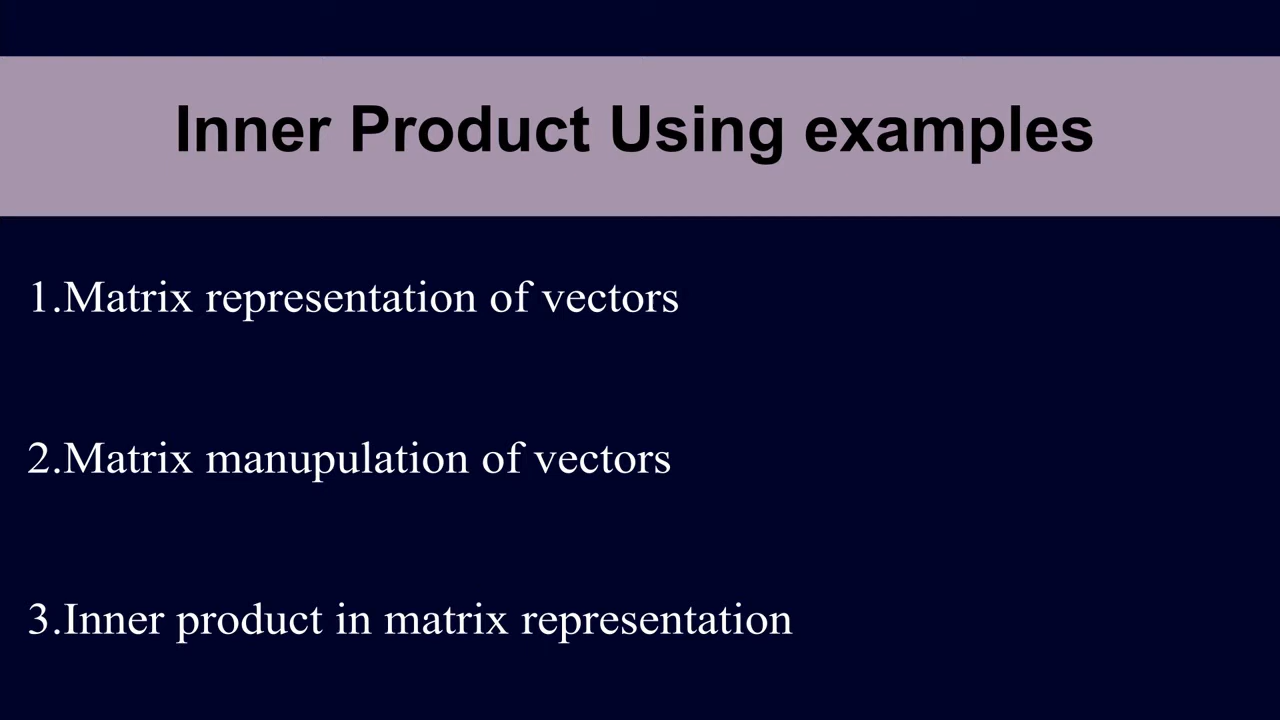 Inner Product Using examples
1.Matrix representation of vectors
2.Matrix manupulation of vectors
3.Inner product in matrix representation